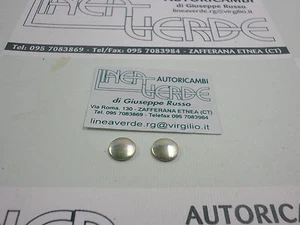 VERDE
di Giuseppe Russo
lineaverde.rg@virgilio.it
Tel: 095 7083869 - Tel/Fax 095 7083984 - ZAFFERANA ETNEA (CT)
LINEA AUTORICAMBI
di Giuseppe Russo
VERDE
Via Roma, 130 - ZAFFERANA ETNEA (CT)
Tel. 095 7083869 - Telefax 095 7083984
lineaverde.rg@virgilio.it
AUTORICAMBI